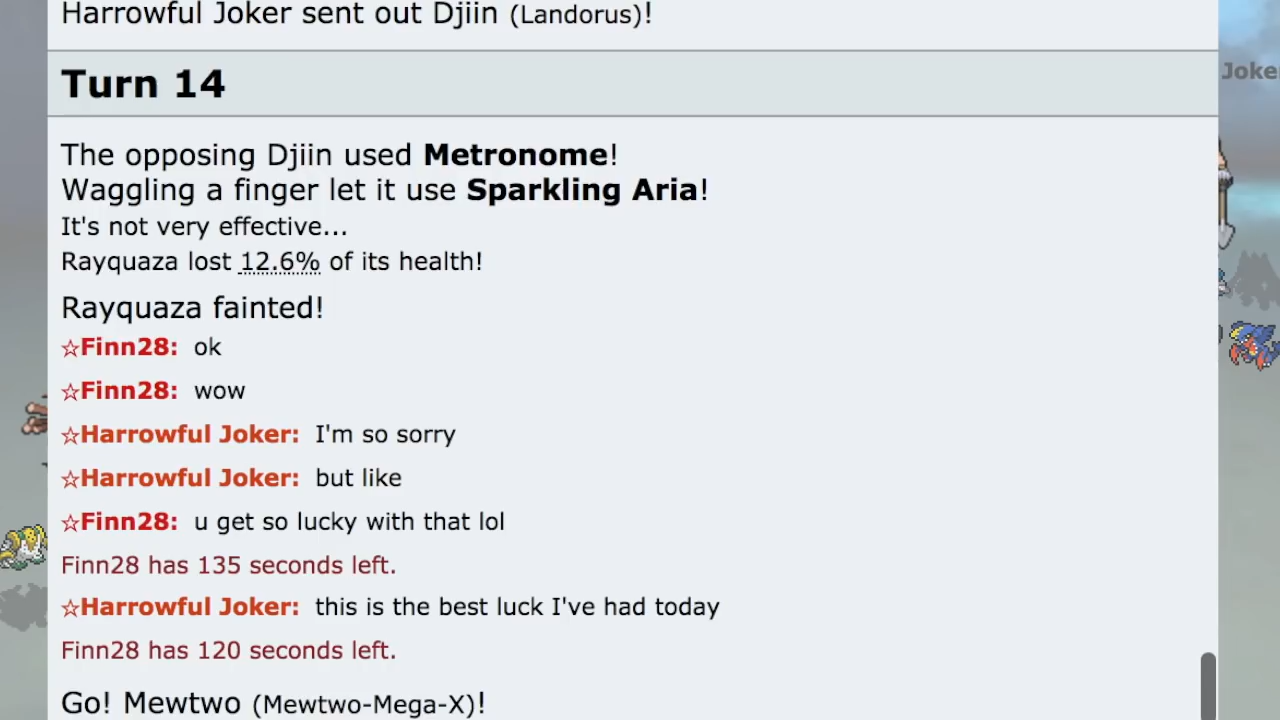 Harrowful Joker sent out Djiin (Landorus)!
Turn 14
Joke
The opposing Djiin used Metronome!
Waggling a finger let it use Sparkling Aria!
It's not very effective...
Rayquaza lost 12.6% of its health!
Rayquaza fainted!
☆Finn28: ok
☆Finn28: wow
☆Harrowful Joker: I'm so sorry
☆Harrowful Joker: but like
☆Finn28: u get so lucky with that lol
Finn28 has 135 seconds left.
☆Harrowful Joker: this is the best luck I've had today
Finn28 has 120 seconds left.
Go! Mewtwo (Mewtwo-Mega-X)!